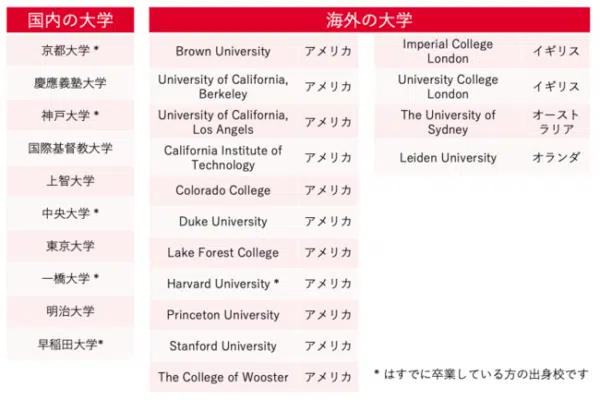 国内の大学
京都大学 *
慶應義塾大学
神戸大学 *
国際基督教大学
上智大学
中央大学 *
東京大学
一橋大学 *
明治大学
早稲田大学*
海外の大学
Brown University アメリカ
University of California,
Berkeley アメリカ
University of California,
Los Angels アメリカ
California Institute of
Technology アメリカ
Colorado College アメリカ
Duke University アメリカ
Lake Forest College アメリカ
Harvard University * アメリカ
Princeton University アメリカ
Stanford University アメリカ
The College of Wooster アメリカ
Imperial College
London イギリス
University College
London イギリス
The University of オースト
Sydney ラリア
Leiden University オランダ
* はすでに卒業している方の出身校です